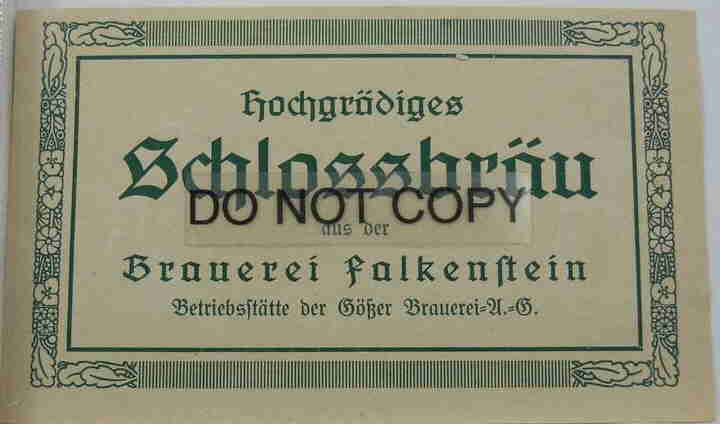 Hochgrädiges
Schlossbräu
DO NOT COPY
aus der
Brauerei Falkenstein
Betriebsstätte der Gößer Brauerei=A.=G.